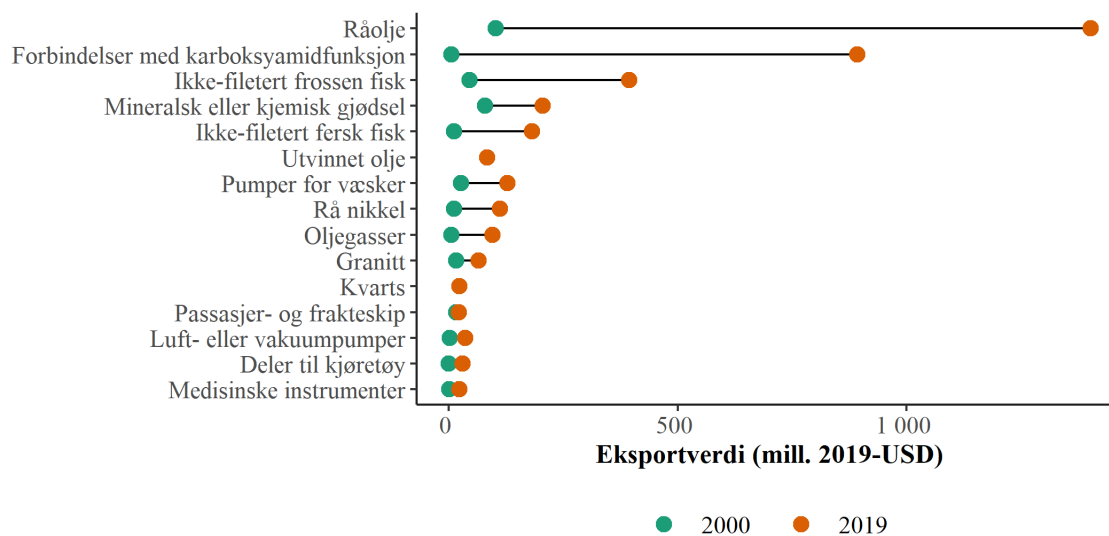 Råolje
Forbindelser med karboksyamidfunksjon
Ikke-filetert frossen fisk
Mineralsk eller kjemisk gjødsel
Ikke-filetert fersk fisk
Utvinnet olje
Pumper for væsker
Rå nikkel
Oljegasser
Granitt
Kvarts
Passasjer- og frakteskip
Luft- eller vakuumpumper
Deler til kjøretøy
Medisinske instrumenter
0 500 1 000
Eksportverdi (mill. 2019-USD)
2000 2019